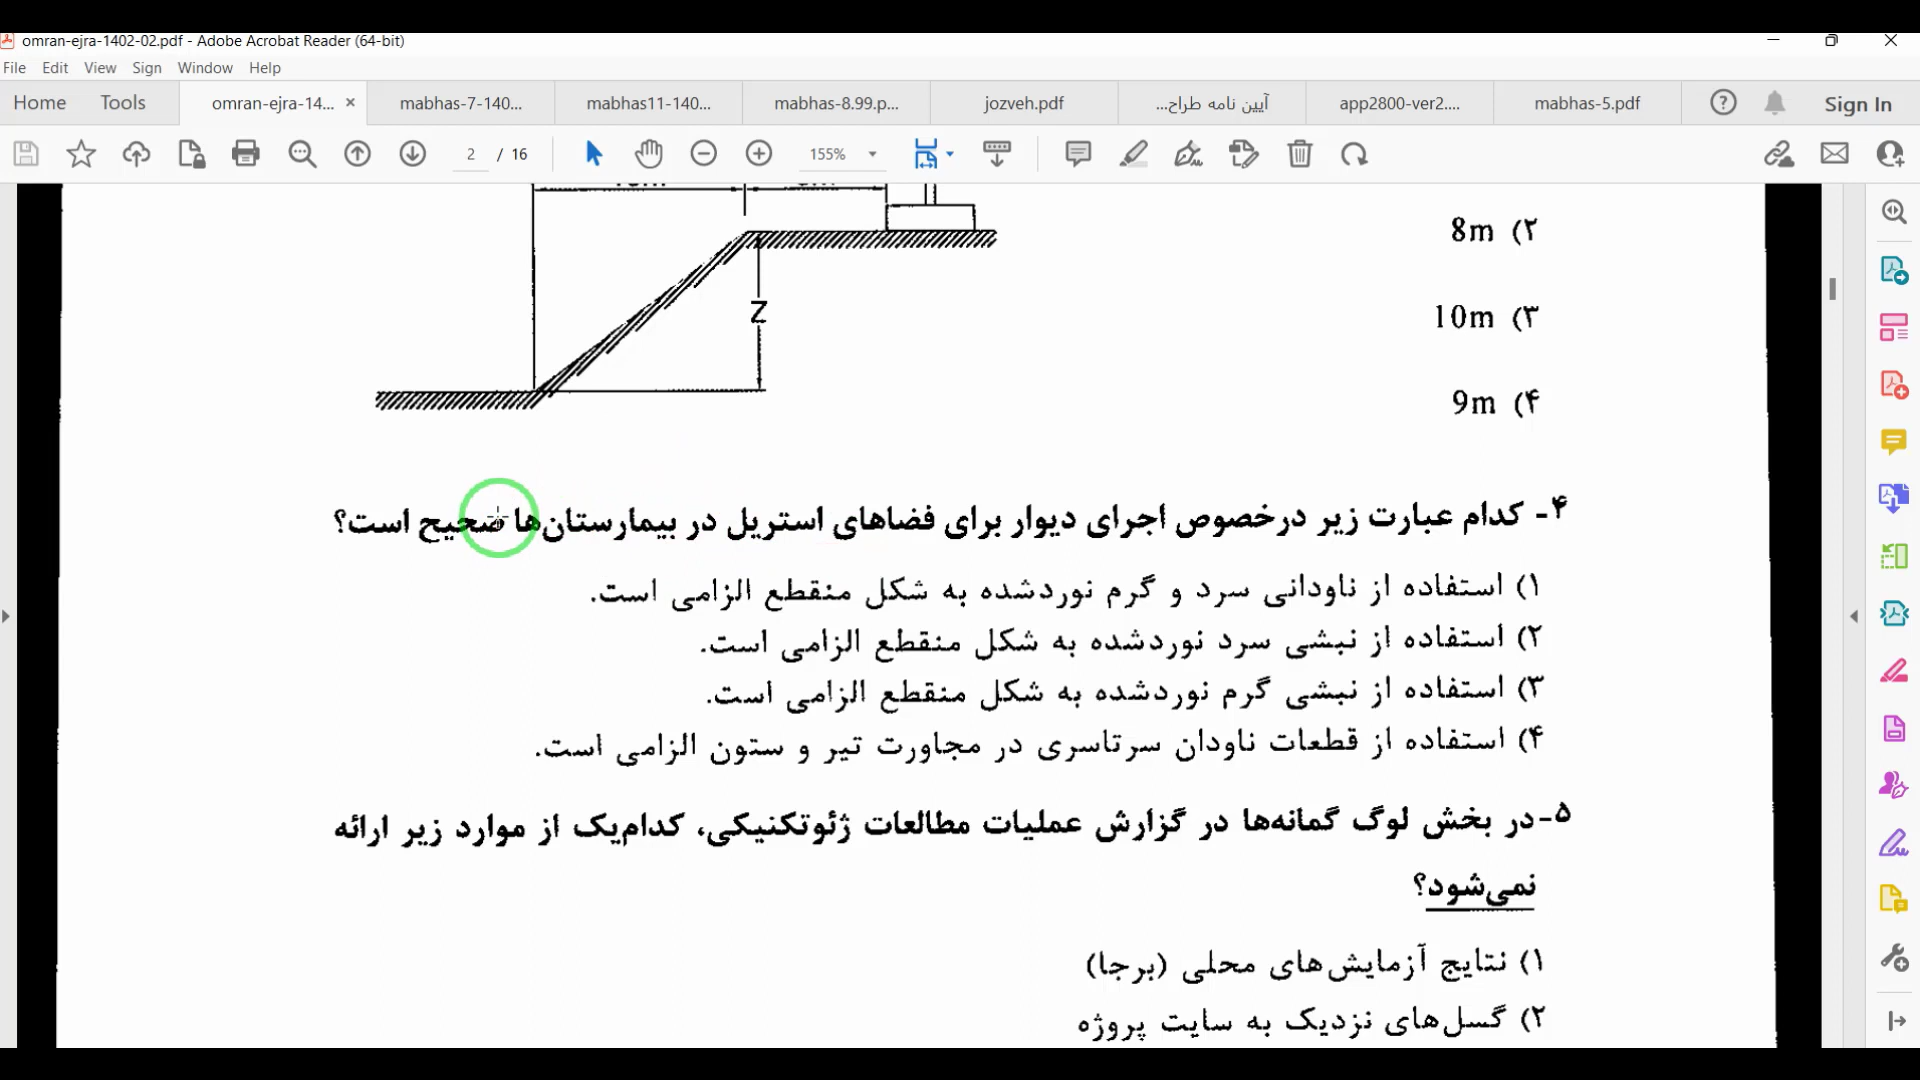 omran-ejra-1402-02.pdf - Adobe Acrobat Reader (64-bit)
File Edit View Sign Window Help
Home Tools omran-ejra-14... × mabhas-7-140... mabhas11-140... mabhas-8.99.p... jozveh.pdf آیین نامه طراح... app2800-ver2.... mabhas-5.pdf Sign In
2 / 16 155%
۲) 8m
Z
۳) 10m
۴) 9m
۴- کدام عبارت زیر درخصوص اجرای دیوار برای فضاهای استریل در بیمارستان‌ها صحیح است؟
۱) استفاده از ناودانی سرد و گرم نوردشده به شکل منقطع الزامی است.
۲) استفاده از نبشی سرد نوردشده به شکل منقطع الزامی است.
۳) استفاده از نبشی گرم نوردشده به شکل منقطع الزامی است.
۴) استفاده از قطعات ناودان سرتاسری در مجاورت تیر و ستون الزامی است.
۵-در بخش لوگ گمانه‌ها در گزارش عملیات مطالعات ژئوتکنیکی، کدام‌یک از موارد زیر ارائه
نمی‌شود؟
۱) نتایج آزمایش‌های محلی (برجا)
۲) گسل‌های نزدیک به سایت پروژه